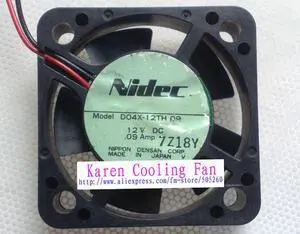 Nidec
Model D04X-12TH 09
12V DC
.09 Amp 7Z18Y
NIPPON DENSAN CORP.
MADE IN JAPAN V
Karen Cooling Fan
http://www.aliexpress.com/fm-store/505260